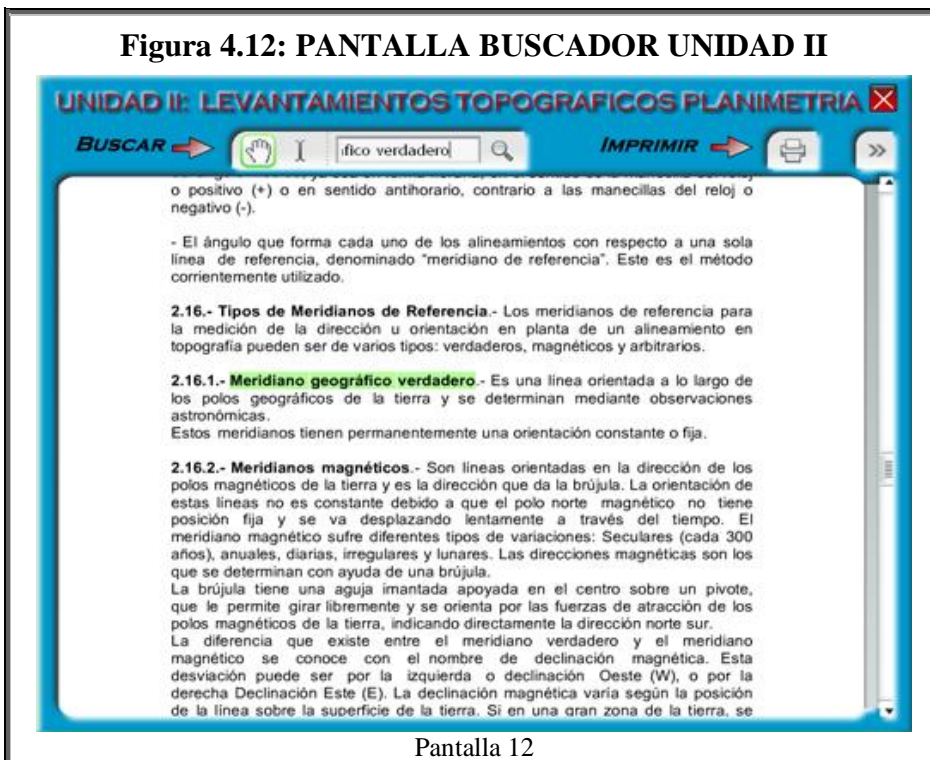 Figura 4.12: PANTALLA BUSCADOR UNIDAD II
UNIDAD II: LEVANTAMIENTOS TOPOGRAFICOS PLANIMETRIA
BUSCAR
ifico verdadero
IMPRIMIR
o positivo (+) o en sentido antihorario, contrario a las manecillas del reloj o
negativo (-).
- El ángulo que forma cada uno de los alineamientos con respecto a una sola
línea de referencia, denominado "meridiano de referencia". Este es el método
corrientemente utilizado.
2.16.- Tipos de Meridianos de Referencia.- Los meridianos de referencia para
la medición de la dirección u orientación en planta de un alineamiento en
topografía pueden ser de varios tipos: verdaderos, magnéticos y arbitrarios.
2.16.1.- Meridiano geográfico verdadero.- Es una línea orientada a lo largo de
los polos geográficos de la tierra y se determinan mediante observaciones
astronómicas.
Estos meridianos tienen permanentemente una orientación constante o fija.
2.16.2.- Meridianos magnéticos.- Son líneas orientadas en la dirección de los
polos magnéticos de la tierra y es la dirección que da la brújula. La orientación de
estas líneas no es constante debido a que el polo norte magnético no tiene
posición fija y se va desplazando lentamente a través del tiempo. El
meridiano magnético sufre diferentes tipos de variaciones: Seculares (cada 300
años), anuales, diarias, irregulares y lunares. Las direcciones magnéticas son los
que se determinan con ayuda de una brújula.
La brújula tiene una aguja imantada apoyada en el centro sobre un pivote,
que le permite girar libremente y se orienta por las fuerzas de atracción de los
polos magnéticos de la tierra, indicando directamente la dirección norte sur.
La diferencia que existe entre el meridiano verdadero y el meridiano
magnético se conoce con el nombre de declinación magnética. Esta
desviación puede ser por la izquierda o declinación Oeste (W), o por la
derecha Declinación Este (E). La declinación magnética varía según la posición
de la línea sobre la superficie de la tierra. Si en una gran zona de la tierra, se
Pantalla 12